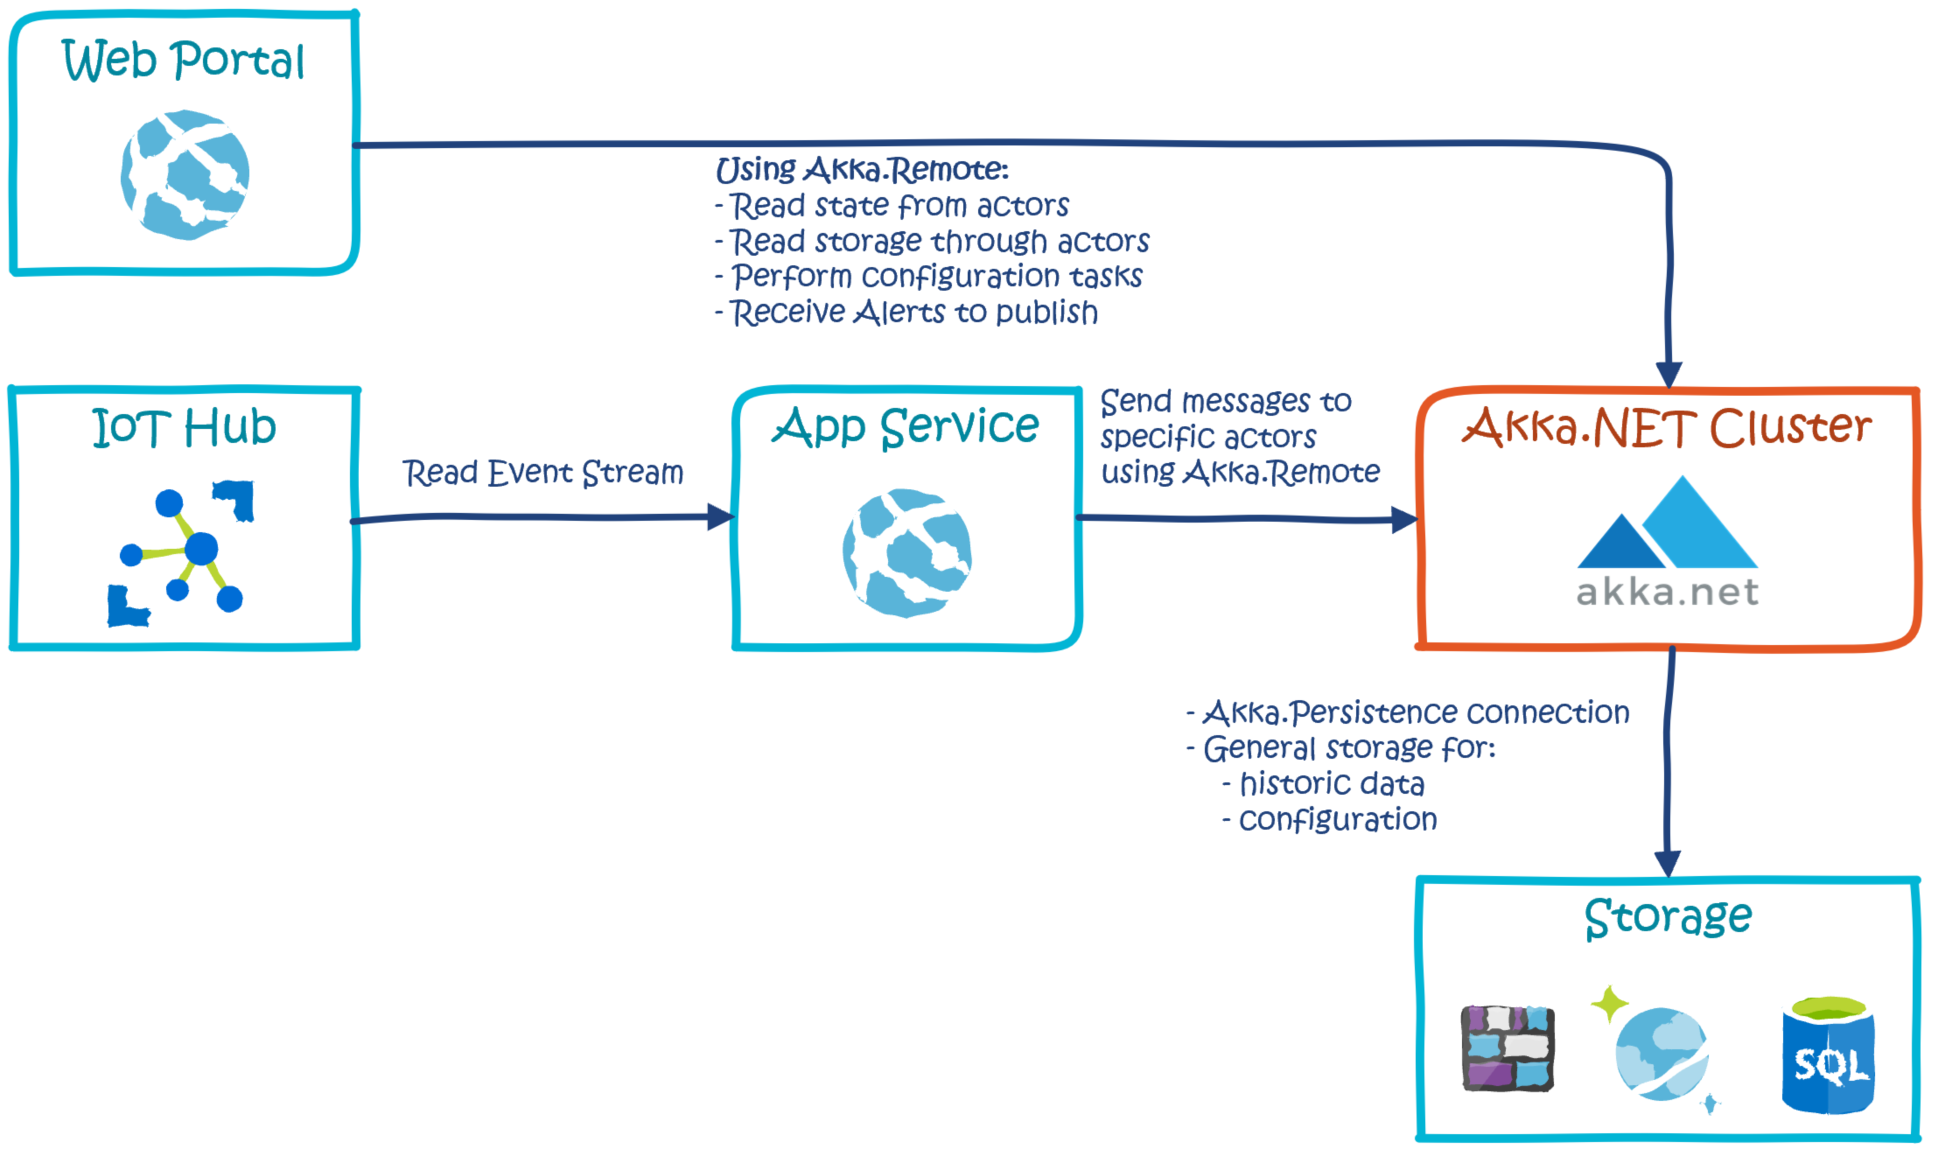 Web Portal
Using Akka.Remote:
- Read state from actors
- Read storage through actors
- Perform configuration tasks
- Receive Alerts to publish
IoT Hub
Read Event Stream
App Service
Send messages to
specific actors
using Akka.Remote
Akka.NET Cluster
akka.net
- Akka.Persistence connection
- General storage for:
- historic data
- configuration
Storage
SQL